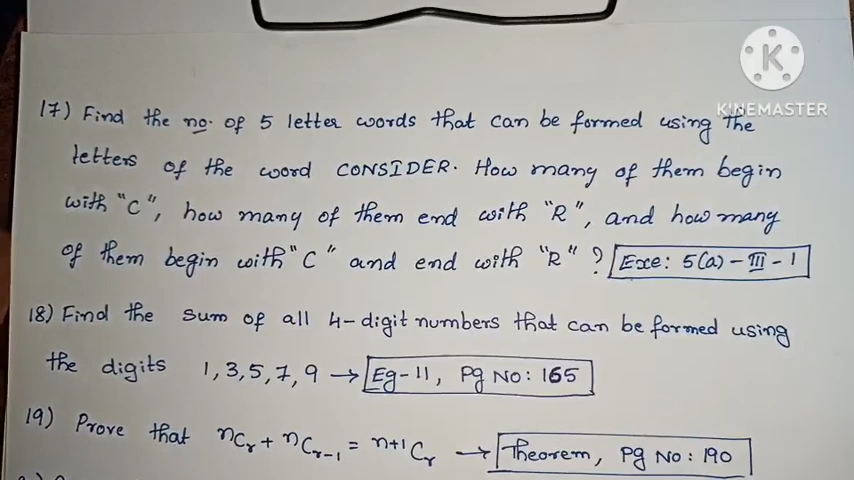 KINEMASTER
17) Find the no. of 5 letter words that can be formed using the
letters of the word CONSIDER. How many of them begin
with "C", how many of them end with "R", and how many
of them begin with "C" and end with "R"? Exe: 5(a)-III-1
18) Find the sum of all 4-digit numbers that can be formed using
the digits 1,3,5,7,9 → Eg-11, Pg No: 165
19) Prove that ⁿCᵣ + ⁿCᵣ₋₁ = ⁿ⁺¹Cᵣ → Theorem, Pg No: 190